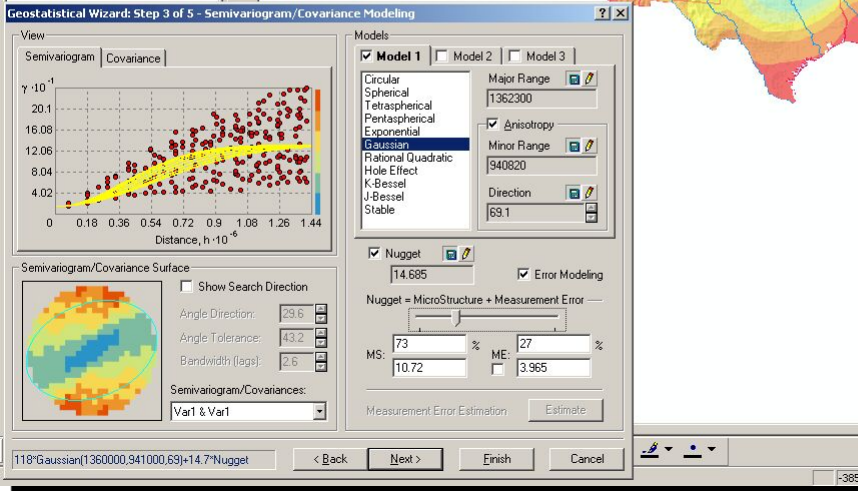 Geostatistical Wizard: Step 3 of 5 - Semivariogram/Covariance Modeling
View
Semivariogram
Covariance
γ·10⁻¹
20.1
16.08
12.06
8.04
4.02
0 0.18 0.36 0.54 0.72 0.9 1.08 1.26 1.44
Distance, h·10⁻⁶
Semivariogram/Covariance Surface
Show Search Direction
Angle Direction: 29.6
Angle Tolerance: 43.2
Bandwidth (lags): 2.6
Semivariogram/Covariances:
Var1 & Var1
Models
Model 1
Model 2
Model 3
Circular
Spherical
Tetraspherical
Pentaspherical
Exponential
Gaussian
Rational Quadratic
Hole Effect
K-Bessel
J-Bessel
Stable
Major Range
1362300
Anisotropy
Minor Range
940820
Direction
69.1
Nugget
14.685
Error Modeling
Nugget = MicroStructure + Measurement Error
MS: 73 %
10.72
ME: 27 %
3.965
Measurement Error Estimation
Estimate
118*Gaussian(1360000,941000,69)+14.7*Nugget
< Back
Next >
Finish
Cancel
-385